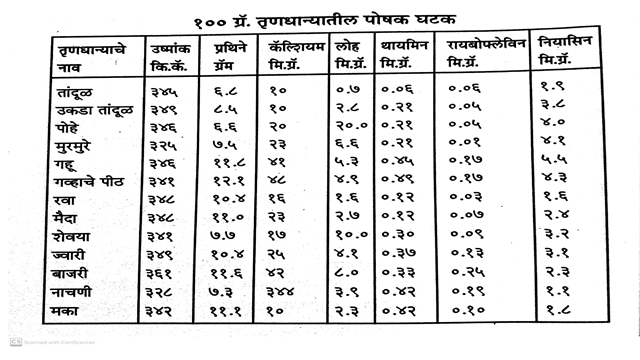 १०० ग्रॅ. तृणधान्यातील पोषक घटक
तृणधान्याचे नाव उष्मांक कि.कॅ. प्रथिने ग्रॅम कॅल्शियम मि.ग्रॅ. लोह मि.ग्रॅ. थायमिन मि.ग्रॅ. रायबोफ्लेविन मि.ग्रॅ. नियासिन मि.ग्रॅ.
तांदूळ ३४५ ६.८ १० ०.७ ०.०६ ०.०६ १.९
उकडा तांदूळ ३४९ ८.५ १० २.८ ०.२१ ०.०५ ३.८
पोहे ३४६ ६.६ २० २०.० ०.२१ ०.०५ ४.०
मुरमुरे ३२५ ७.५ २३ ६.६ ०.२१ ०.०१ ४.१
गहू ३४६ ११.८ ४१ ५.३ ०.४५ ०.१७ ५.५
गव्हाचे पीठ ३४१ १२.१ ४८ ४.९ ०.४९ ०.१७ ४.३
रवा ३४८ १०.४ १६ १.६ ०.१२ ०.०३ १.६
मैदा ३४८ ११.० २३ २.७ ०.१२ ०.०७ २.४
शेवया ३४१ ७.७ १७ १०.० ०.३० ०.०९ ३.२
ज्वारी ३४९ १०.४ २५ ४.१ ०.३७ ०.१३ ३.१
बाजरी ३६१ ११.६ ४२ ८.० ०.३३ ०.२५ २.३
नाचणी ३२८ ७.३ ३४४ ३.९ ०.४२ ०.१९ १.१
मका ३४२ ११.१ १० २.३ ०.४२ ०.१० १.८
CS Scanned with CamScanner